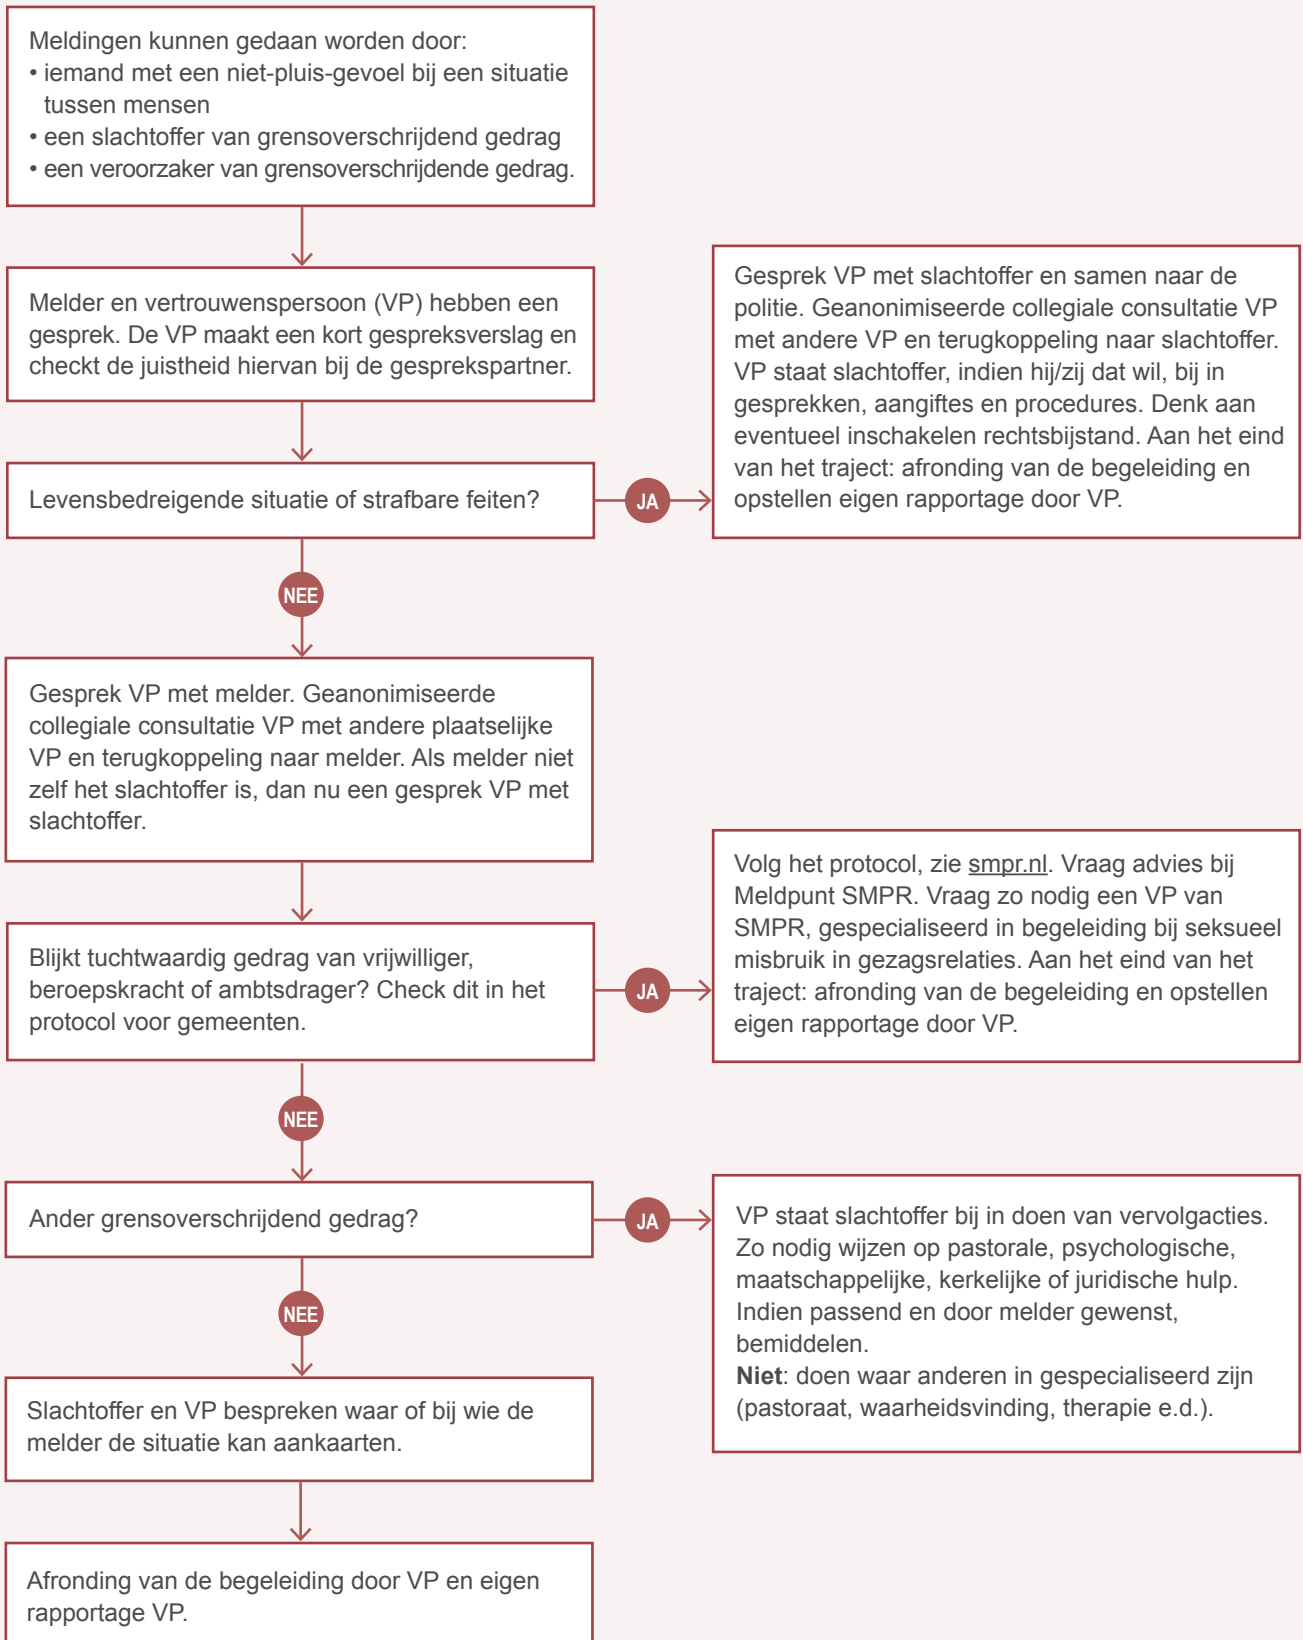 Meldingen kunnen gedaan worden door:
• iemand met een niet-pluis-gevoel bij een situatie
tussen mensen
• een slachtoffer van grensoverschrijdend gedrag
• een veroorzaker van grensoverschrijdende gedrag.
Melder en vertrouwenspersoon (VP) hebben een
gesprek. De VP maakt een kort gespreksverslag en
checkt de juistheid hiervan bij de gesprekspartner.
Levensbedreigende situatie of strafbare feiten?
JA
Gesprek VP met slachtoffer en samen naar de
politie. Geanonimiseerde collegiale consultatie VP
met andere VP en terugkoppeling naar slachtoffer.
VP staat slachtoffer, indien hij/zij dat wil, bij in
gesprekken, aangiftes en procedures. Denk aan
eventueel inschakelen rechtsbijstand. Aan het eind
van het traject: afronding van de begeleiding en
opstellen eigen rapportage door VP.
NEE
Gesprek VP met melder. Geanonimiseerde
collegiale consultatie VP met andere plaatselijke
VP en terugkoppeling naar melder. Als melder niet
zelf het slachtoffer is, dan nu een gesprek VP met
slachtoffer.
Blijkt tuchtwaardig gedrag van vrijwilliger,
beroepskracht of ambtsdrager? Check dit in het
protocol voor gemeenten.
JA
Volg het protocol, zie smpr.nl. Vraag advies bij
Meldpunt SMPR. Vraag zo nodig een VP van
SMPR, gespecialiseerd in begeleiding bij seksueel
misbruik in gezagsrelaties. Aan het eind van het
traject: afronding van de begeleiding en opstellen
eigen rapportage door VP.
NEE
Ander grensoverschrijdend gedrag?
JA
VP staat slachtoffer bij in doen van vervolgacties.
Zo nodig wijzen op pastorale, psychologische,
maatschappelijke, kerkelijke of juridische hulp.
Indien passend en door melder gewenst,
bemiddelen.
Niet: doen waar anderen in gespecialiseerd zijn
(pastoraat, waarheidsvinding, therapie e.d.).
NEE
Slachtoffer en VP bespreken waar of bij wie de
melder de situatie kan aankaarten.
Afronding van de begeleiding door VP en eigen
rapportage VP.